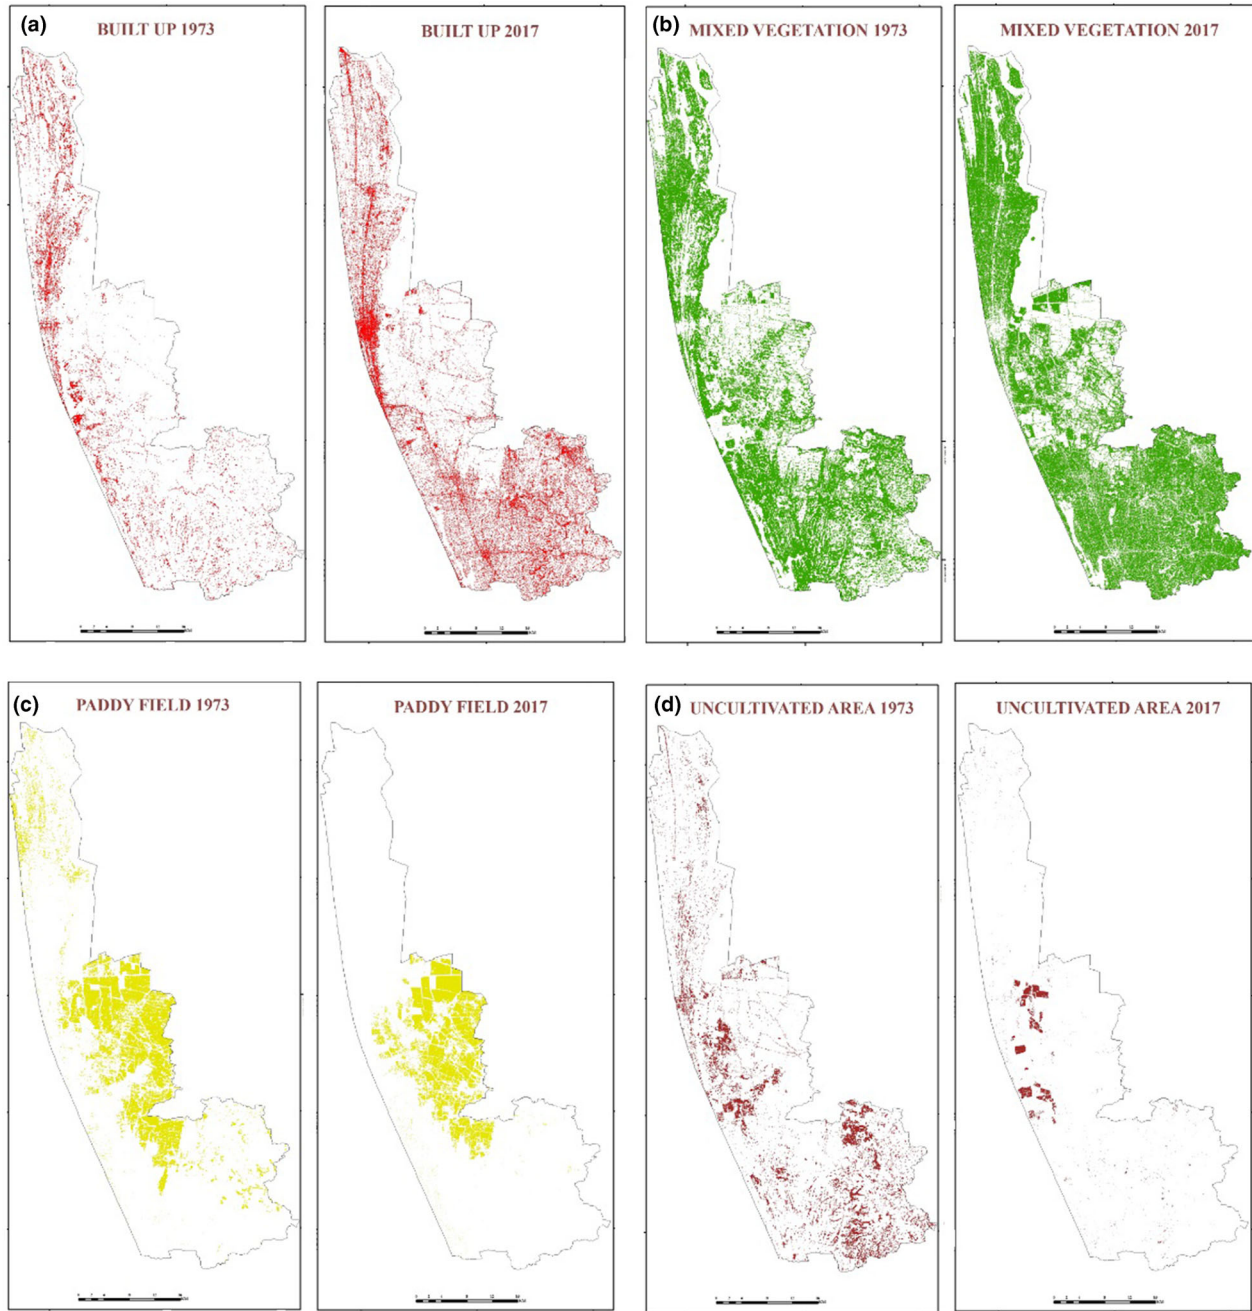 (a)
BUILT UP 1973
BUILT UP 2017
(b)
MIXED VEGETATION 1973
MIXED VEGETATION 2017
(c)
PADDY FIELD 1973
PADDY FIELD 2017
(d)
UNCULTIVATED AREA 1973
UNCULTIVATED AREA 2017